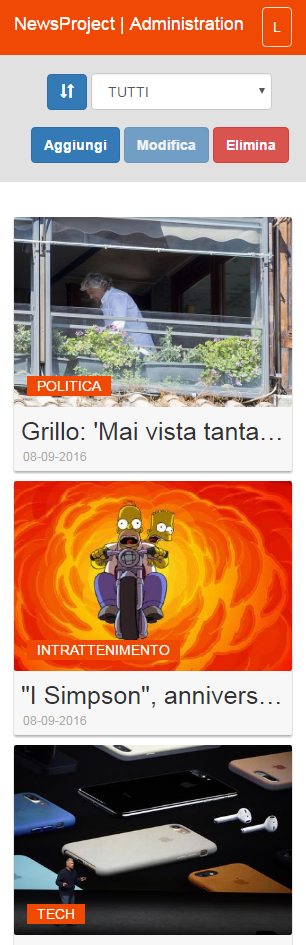 NewsProject | Administration
L
TUTTI
Aggiungi Modifica Elimina
POLITICA
Grillo: 'Mai vista tanta…
08-09-2016
INTRATTENIMENTO
"I Simpson", annivers…
08-09-2016
TECH